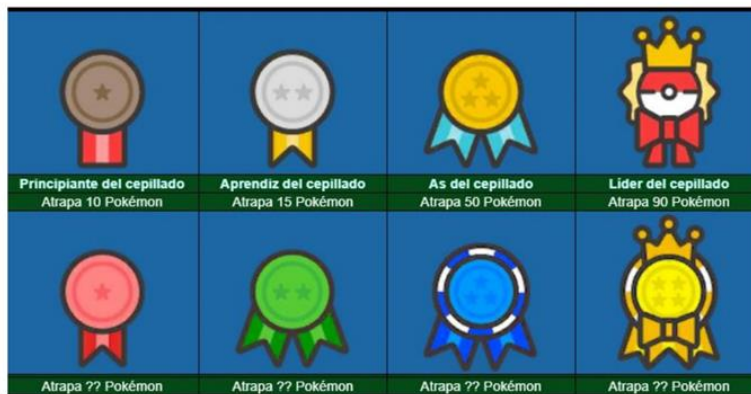 Principiante del cepillado
Aprendiz del cepillado
As del cepillado
Líder del cepillado
Atrapa 10 Pokémon
Atrapa 15 Pokémon
Atrapa 50 Pokémon
Atrapa 90 Pokémon
Atrapa ?? Pokémon
Atrapa ?? Pokémon
Atrapa ?? Pokémon
Atrapa ?? Pokémon